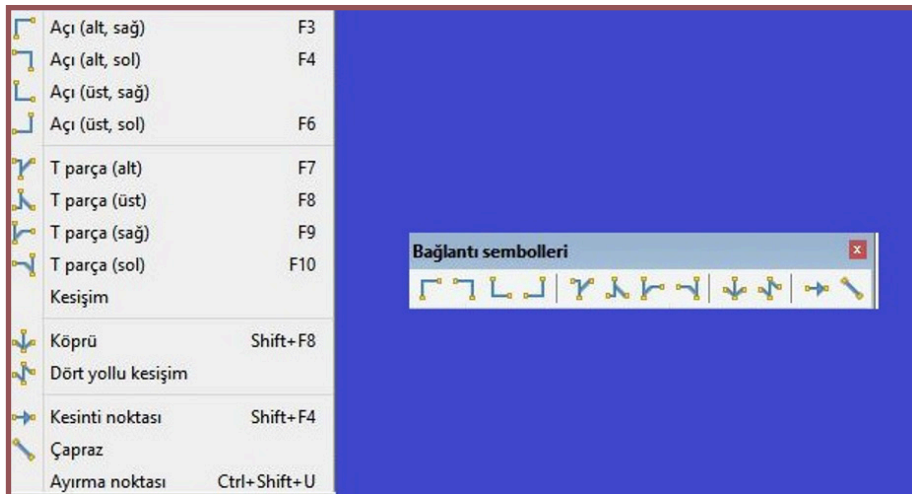 Açı (alt, sağ) F3
Açı (alt, sol) F4
Açı (üst, sağ)
Açı (üst, sol) F6
T parça (alt) F7
T parça (üst) F8
T parça (sağ) F9
T parça (sol) F10
Kesişim
Köprü Shift+F8
Dört yollu kesişim
Kesinti noktası Shift+F4
Çapraz
Ayırma noktası Ctrl+Shift+U
Bağlantı sembolleri